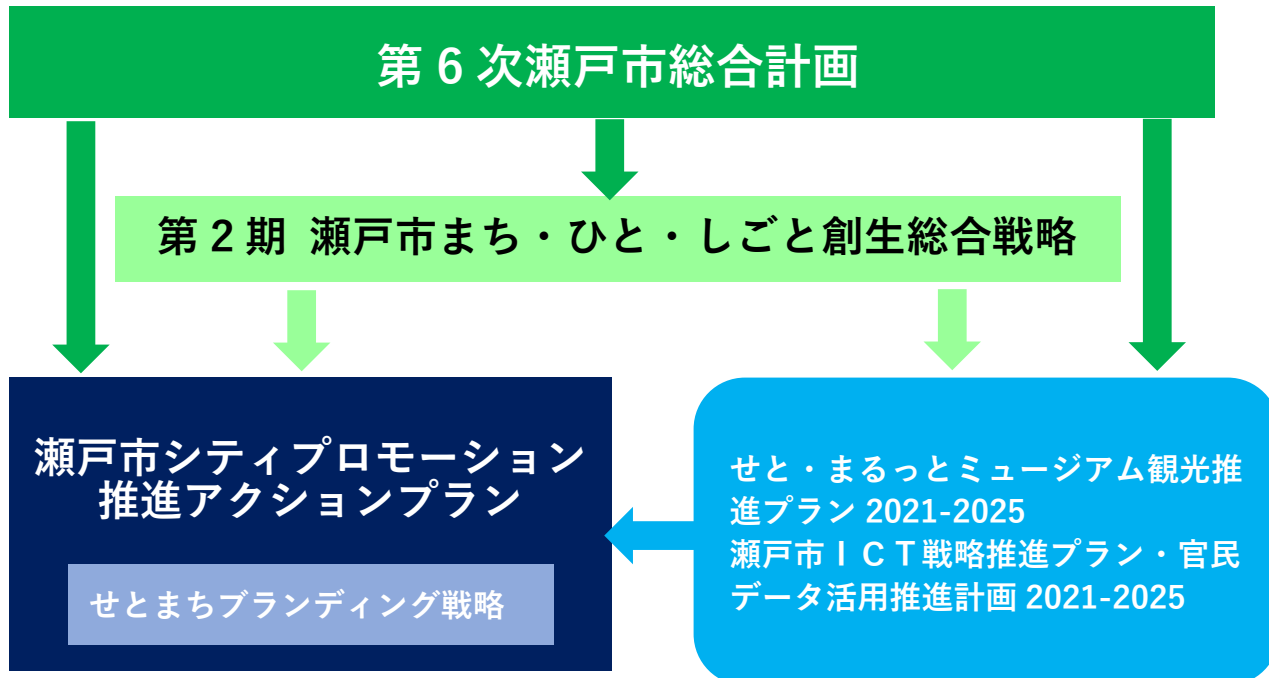 第6次瀬戸市総合計画
第2期 瀬戸市まち・ひと・しごと創生総合戦略
瀬戸市シティプロモーション
推進アクションプラン
せとまちブランディング戦略
せと・まるっとミュージアム観光推
進プラン 2021-2025
瀬戸市ＩＣＴ戦略推進プラン・官民
データ活用推進計画 2021-2025